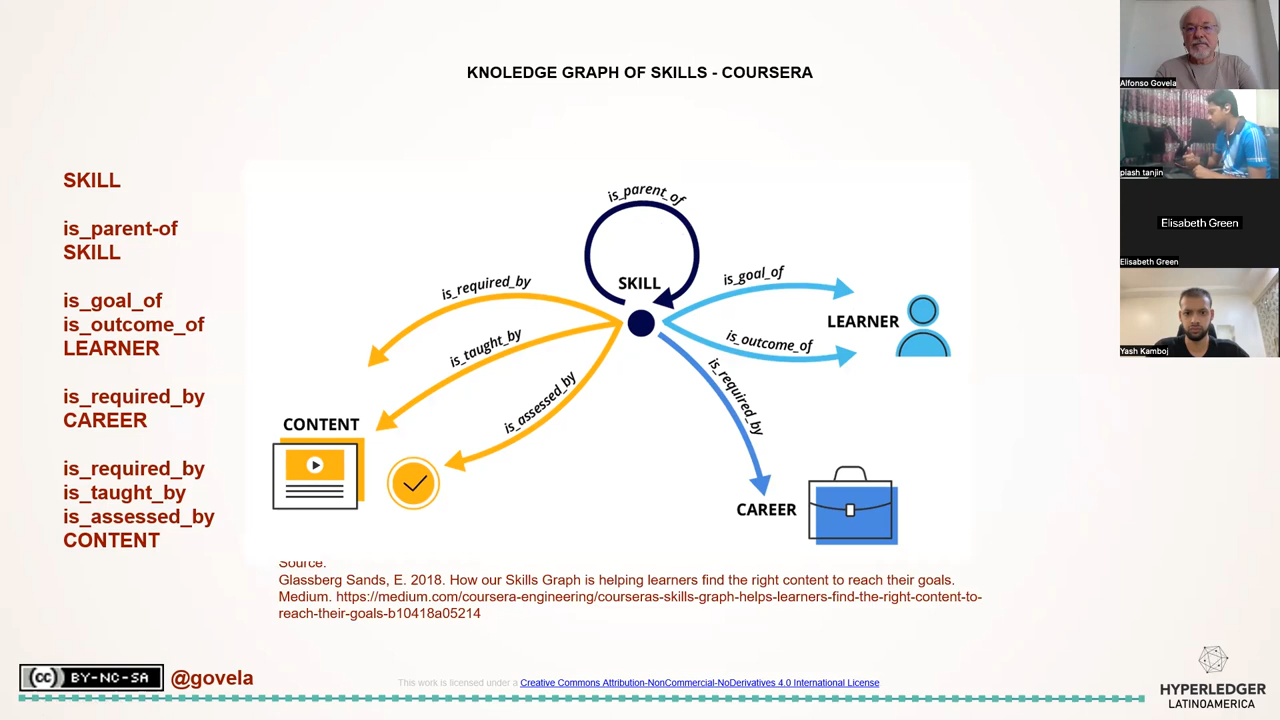 KNOLEDGE GRAPH OF SKILLS - COURSERA
SKILL
is_parent-of
SKILL
is_goal_of
is_outcome_of
LEARNER
is_required_by
CAREER
is_required_by
is_taught_by
is_assessed_by
CONTENT
is_parent_of
SKILL
is_required_by
is_taught_by
is_assessed_by
CONTENT
is_goal_of
is_outcome_of
LEARNER
is_required_by
CAREER
Source:
Glassberg Sands, E. 2018. How our Skills Graph is helping learners find the right content to reach their goals.
Medium. https://medium.com/coursera-engineering/courseras-skills-graph-helps-learners-find-the-right-content-to-
reach-their-goals-b10418a05214
cc BY-NC-SA @govela
This work is licensed under a Creative Commons Attribution-NonCommercial-NoDerivatives 4.0 International License
HYPERLEDGER
LATINOAMERICA
Alfonso Govela
piash tanjin
Elisabeth Green
Elisabeth Green
Yash Kamboj